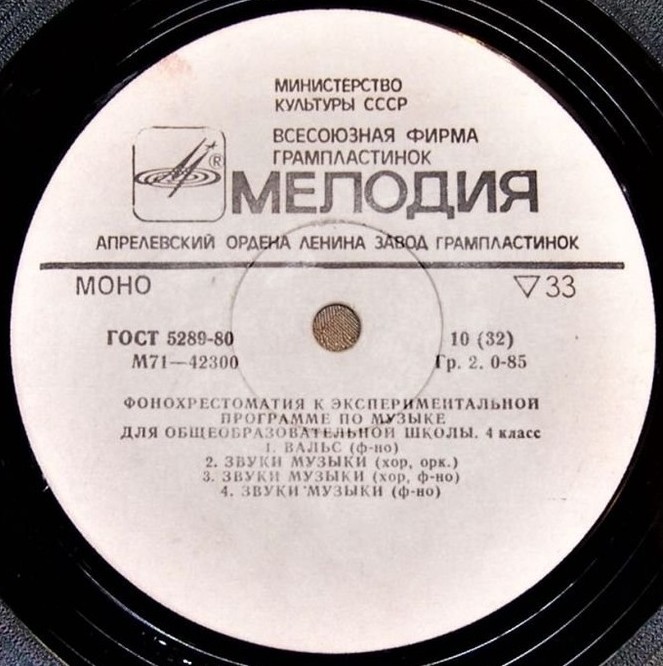 МИНИСТЕРСТВО
КУЛЬТУРЫ СССР
ВСЕСОЮЗНАЯ ФИРМА
ГРАМПЛАСТИНОК
®
МЕЛОДИЯ
АПРЕЛЕВСКИЙ ОРДЕНА ЛЕНИНА ЗАВОД ГРАМПЛАСТИНОК
МОНО ▽33
ГОСТ 5289-80 10 (32)
М71—42300 Гр. 2. 0-85
ФОНОХРЕСТОМАТИЯ К ЭКСПЕРИМЕНТАЛЬНОЙ
ПРОГРАММЕ ПО МУЗЫКЕ
ДЛЯ ОБЩЕОБРАЗОВАТЕЛЬНОЙ ШКОЛЫ. 4 класс
1. ВАЛЬС (ф-но)
2. ЗВУКИ МУЗЫКИ (хор, орк.)
3. ЗВУКИ МУЗЫКИ (хор, ф-но)
4. ЗВУКИ МУЗЫКИ (ф-но)